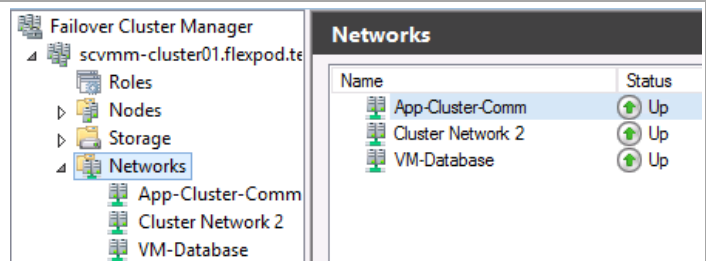 Failover Cluster Manager
scvmm-cluster01.flexpod.te
Roles
Nodes
Storage
Networks
App-Cluster-Comm
Cluster Network 2
VM-Database
Networks
Name Status
App-Cluster-Comm Up
Cluster Network 2 Up
VM-Database Up